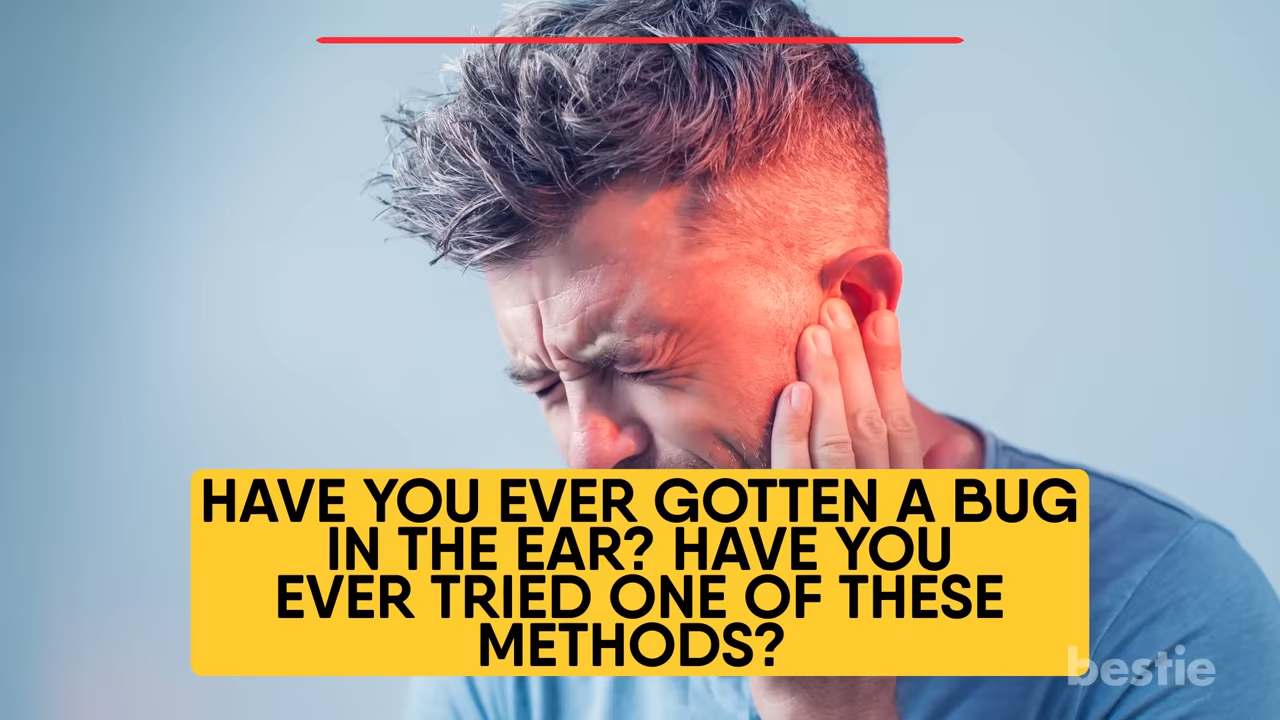 HAVE YOU EVER GOTTEN A BUG
IN THE EAR? HAVE YOU
EVER TRIED ONE OF THESE
METHODS?
bestie